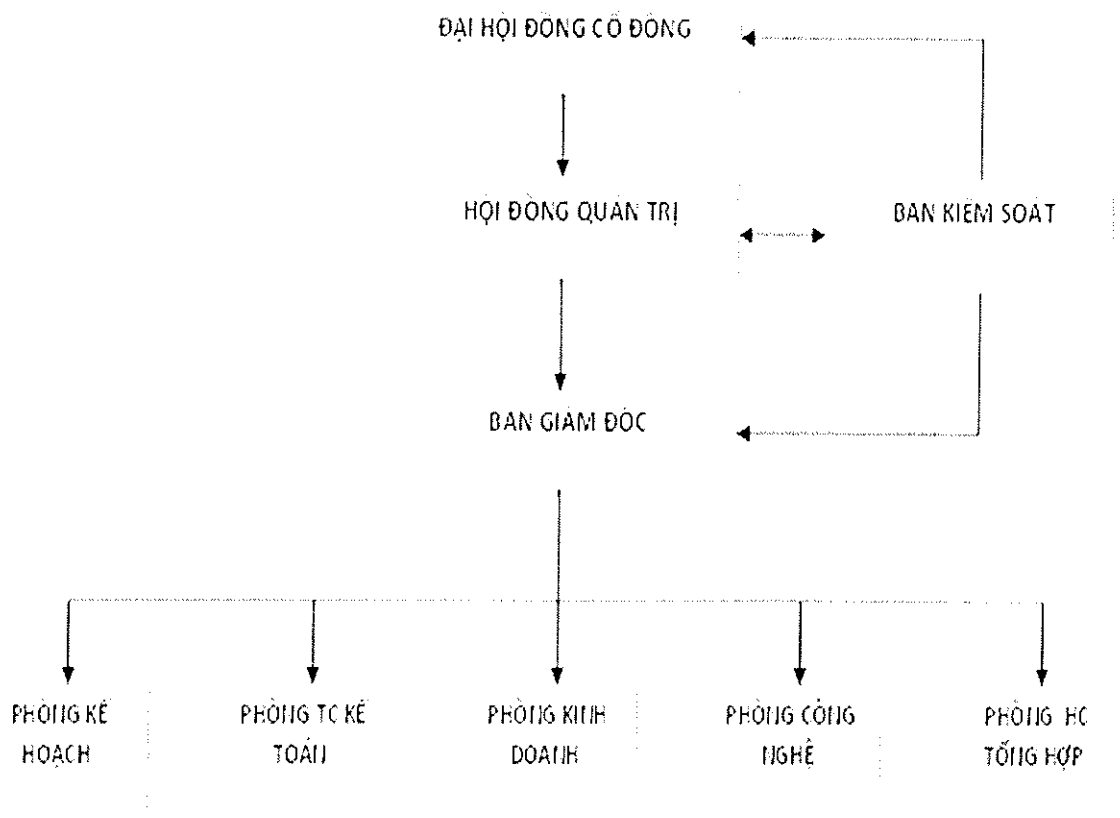 ĐẠI HỘI ĐỒNG CỔ ĐÔNG
HỘI ĐỒNG QUẢN TRỊ
BAN KIỂM SOÁT
BAN GIÁM ĐỐC
PHÒNG KẾ
HOẠCH
PHÒNG TC KẾ
TOÁN
PHÒNG KINH
DOANH
PHÒNG CÔNG
NGHỆ
PHÒNG HC
TỔNG HỢP